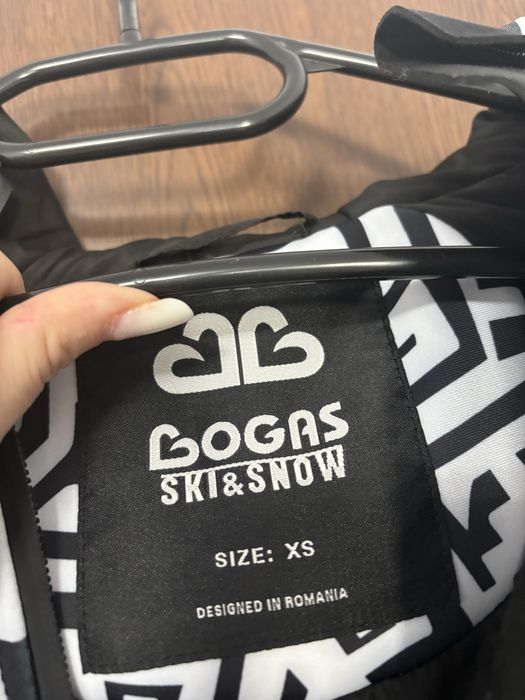 BOGAS
SKI&SNOW
SIZE: XS
DESIGNED IN ROMANIA